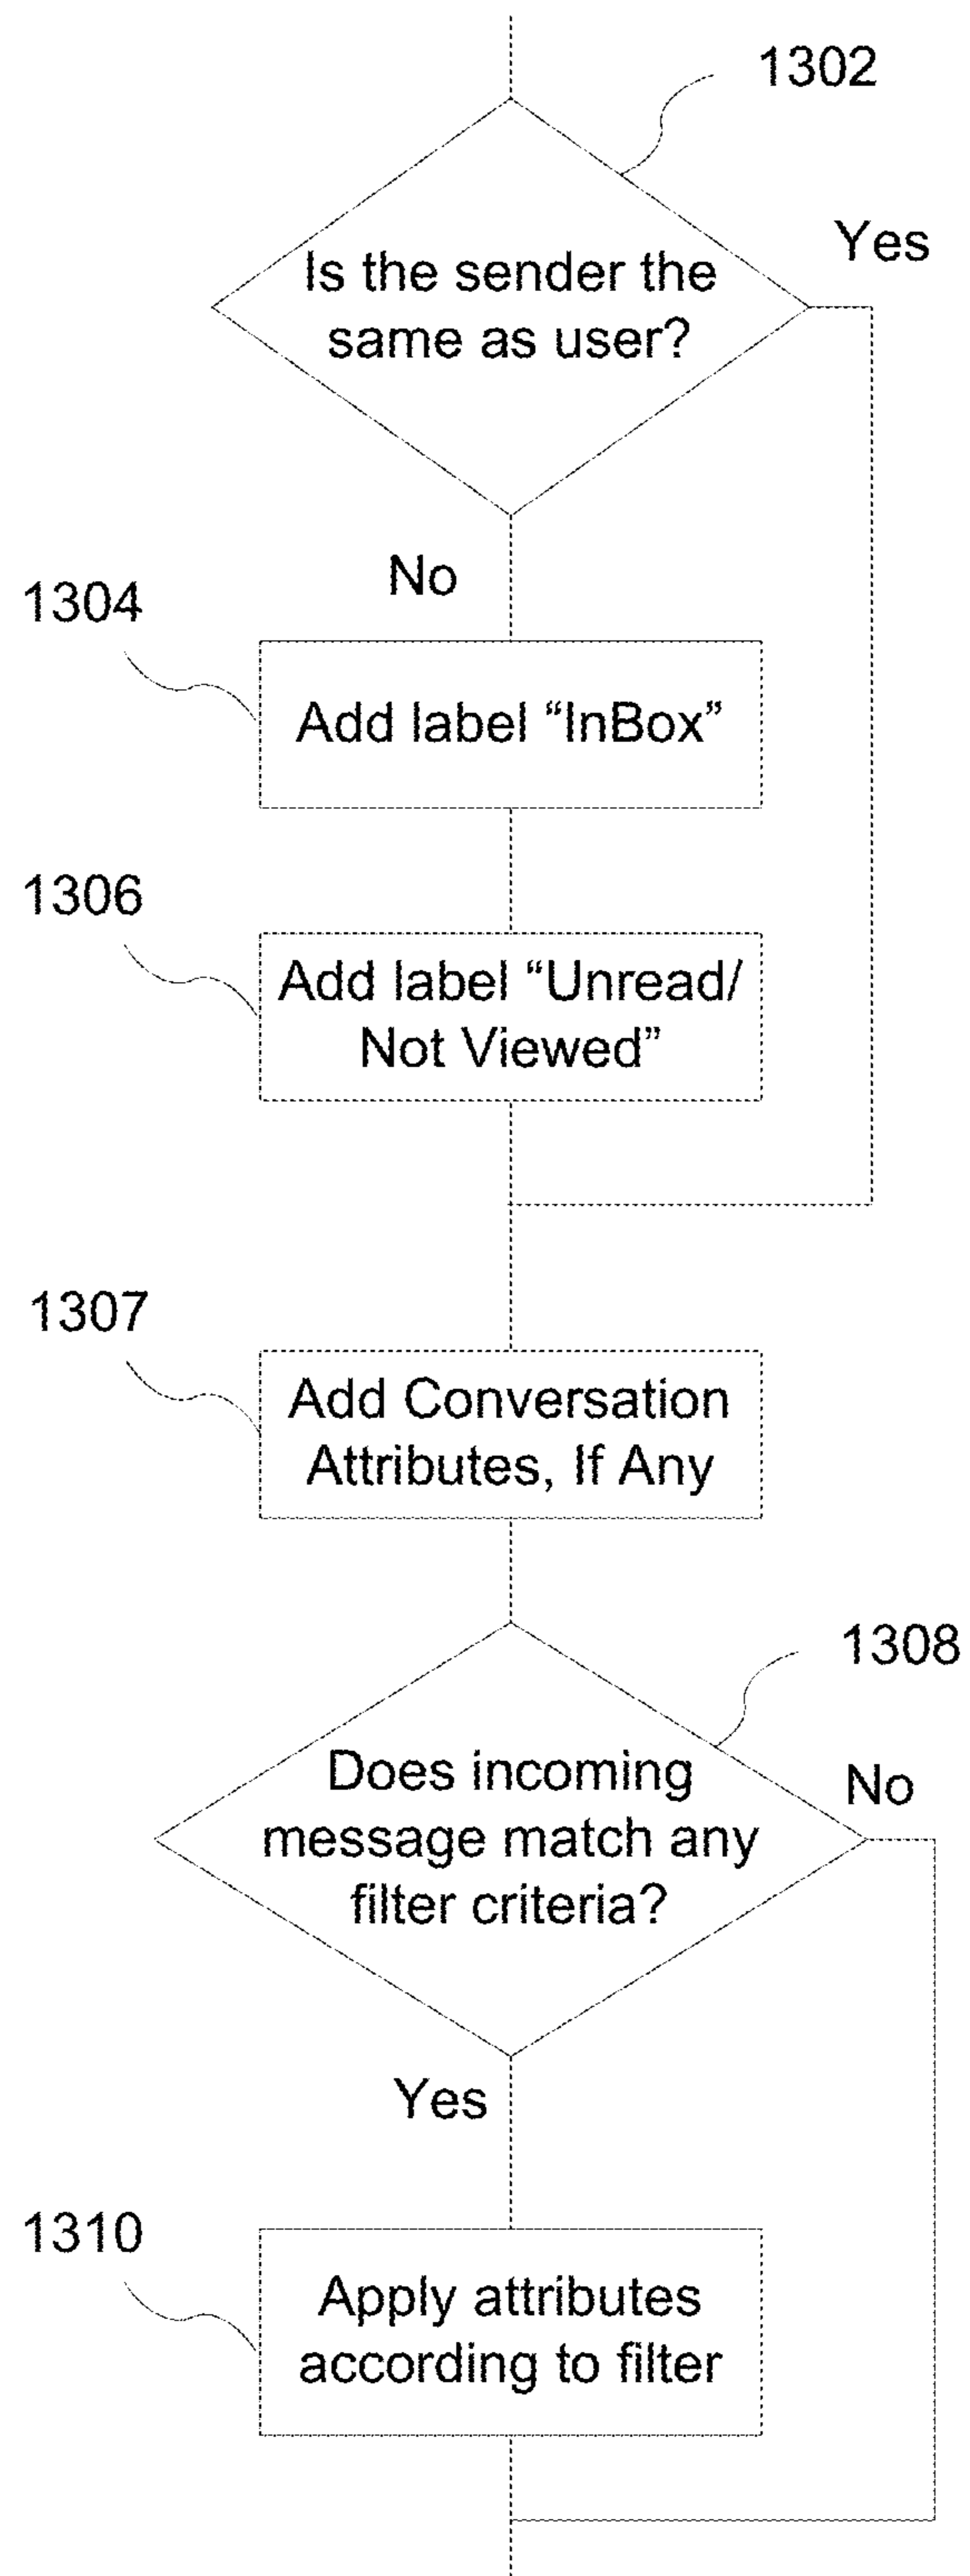 1302
Yes
Is the sender the
same as user?
No
1304
Add label “InBox”
1306
Add label “Unread/
Not Viewed”
1307
Add Conversation
Attributes, If Any
1308
No
Does incoming
message match any
filter criteria?
Yes
1310
Apply attributes
according to filter